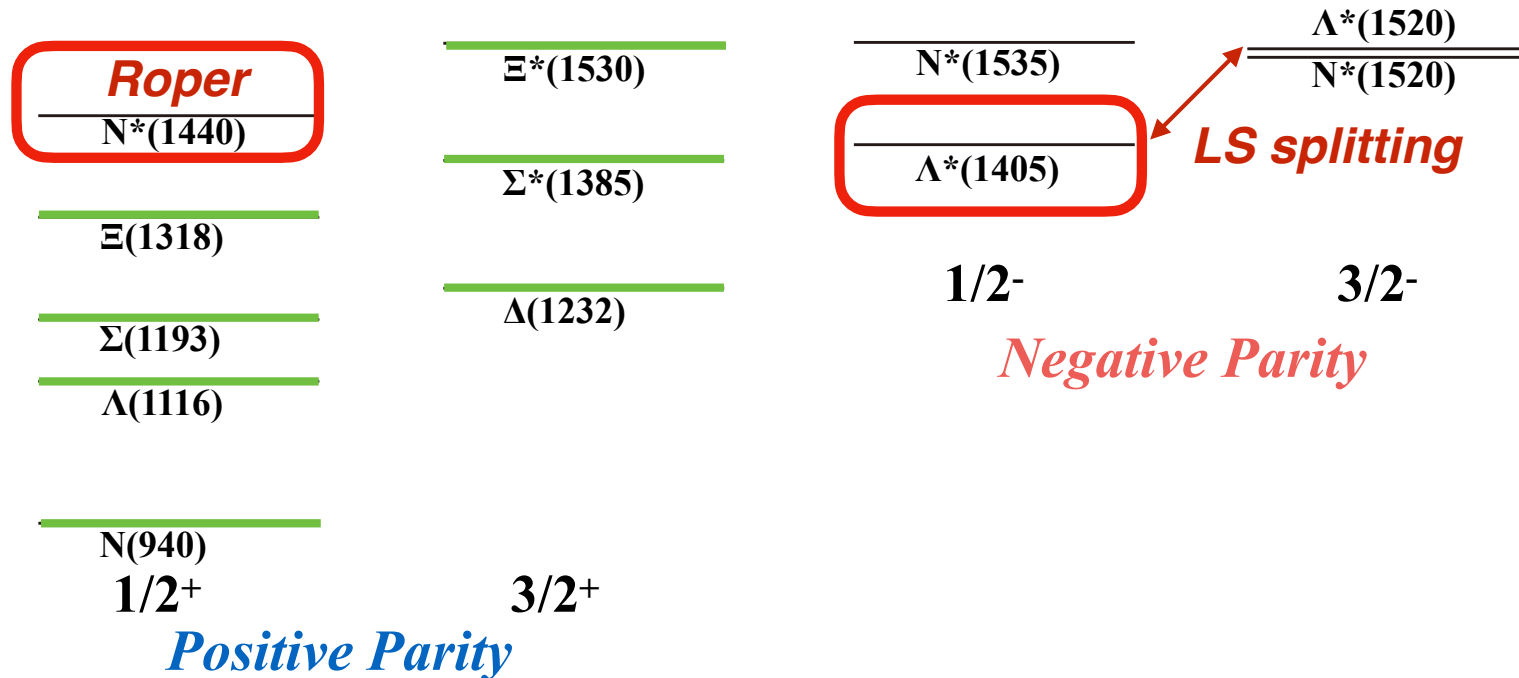 Roper
N*(1440)
Ξ(1318)
Σ(1193)
Λ(1116)
N(940)
1/2+
Ξ*(1530)
Σ*(1385)
Δ(1232)
3/2+
Positive Parity
N*(1535)
Λ*(1405)
1/2-
Λ*(1520)
N*(1520)
LS splitting
3/2-
Negative Parity